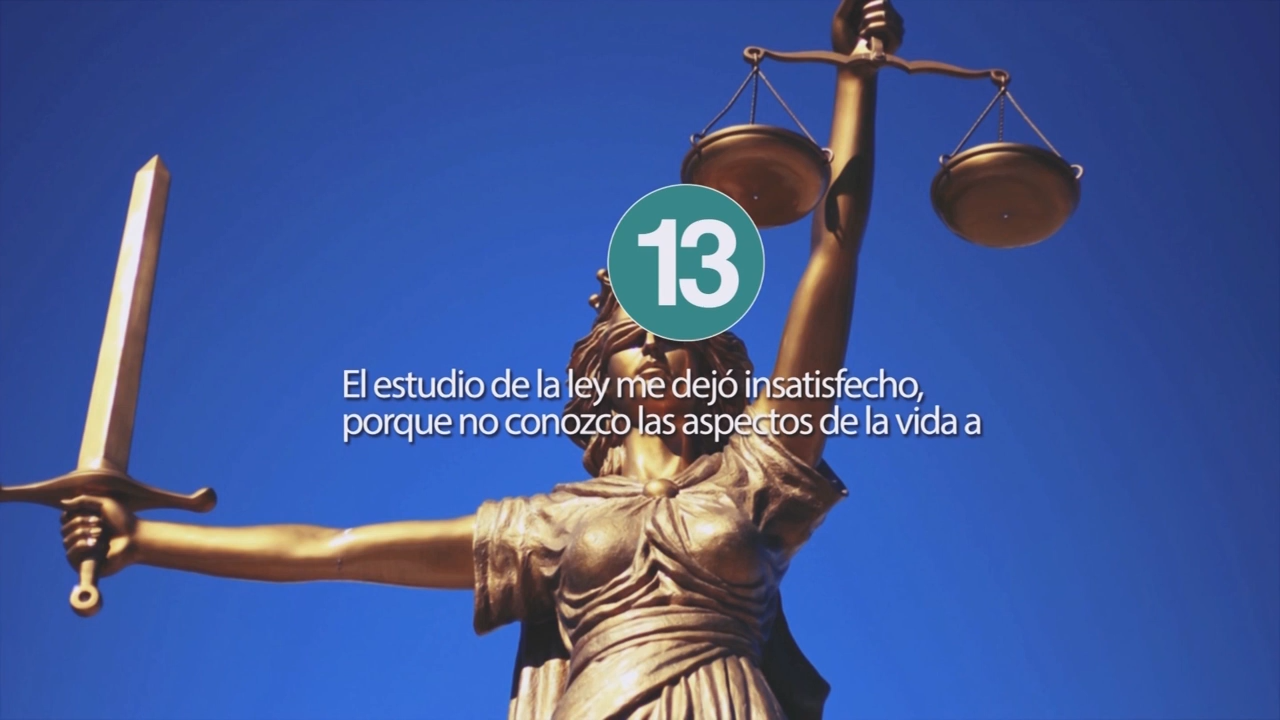 13
El estudio de la ley me dejó insatisfecho,
porque no conozco las aspectos de la vida a